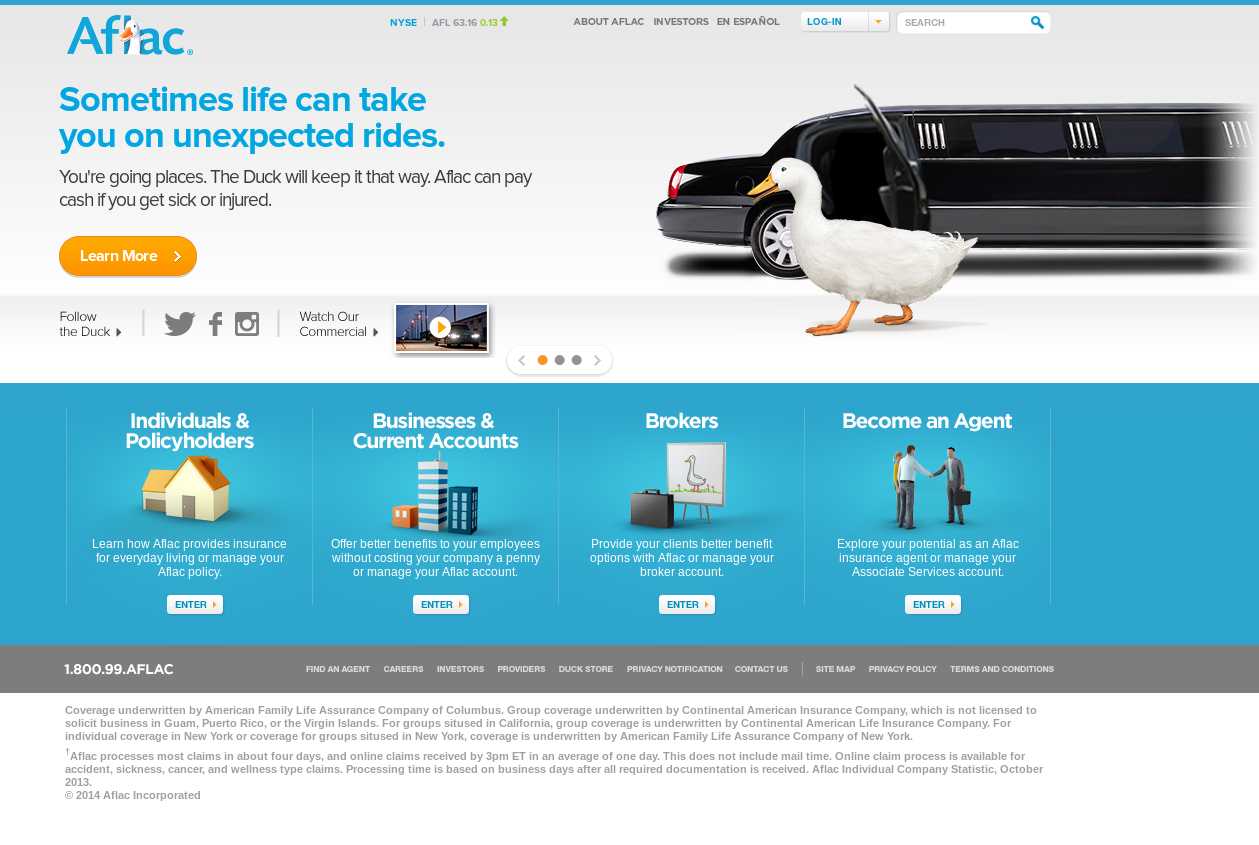 Aflac®
NYSE AFL 63.16 0.13
ABOUT AFLAC INVESTORS EN ESPAÑOL
LOG-IN
SEARCH
Sometimes life can take
you on unexpected rides.
You're going places. The Duck will keep it that way. Aflac can pay
cash if you get sick or injured.
Learn More
Follow
the Duck
Watch Our
Commercial
Individuals &
Policyholders
Learn how Aflac provides insurance
for everyday living or manage your
Aflac policy.
ENTER
Businesses &
Current Accounts
Offer better benefits to your employees
without costing your company a penny
or manage your Aflac account.
ENTER
Brokers
Provide your clients better benefit
options with Aflac or manage your
broker account.
ENTER
Become an Agent
Explore your potential as an Aflac
insurance agent or manage your
Associate Services account.
ENTER
1.800.99.AFLAC
FIND AN AGENT CAREERS INVESTORS PROVIDERS DUCK STORE PRIVACY NOTIFICATION CONTACT US SITE MAP PRIVACY POLICY TERMS AND CONDITIONS
Coverage underwritten by American Family Life Assurance Company of Columbus. Group coverage underwritten by Continental American Insurance Company, which is not licensed to
solicit business in Guam, Puerto Rico, or the Virgin Islands. For groups sitused in California, group coverage is underwritten by Continental American Life Insurance Company. For
individual coverage in New York or coverage for groups sitused in New York, coverage is underwritten by American Family Life Assurance Company of New York.
†Aflac processes most claims in about four days, and online claims received by 3pm ET in an average of one day. This does not include mail time. Online claim process is available for
accident, sickness, cancer, and wellness type claims. Processing time is based on business days after all required documentation is received. Aflac Individual Company Statistic, October
2013.
© 2014 Aflac Incorporated